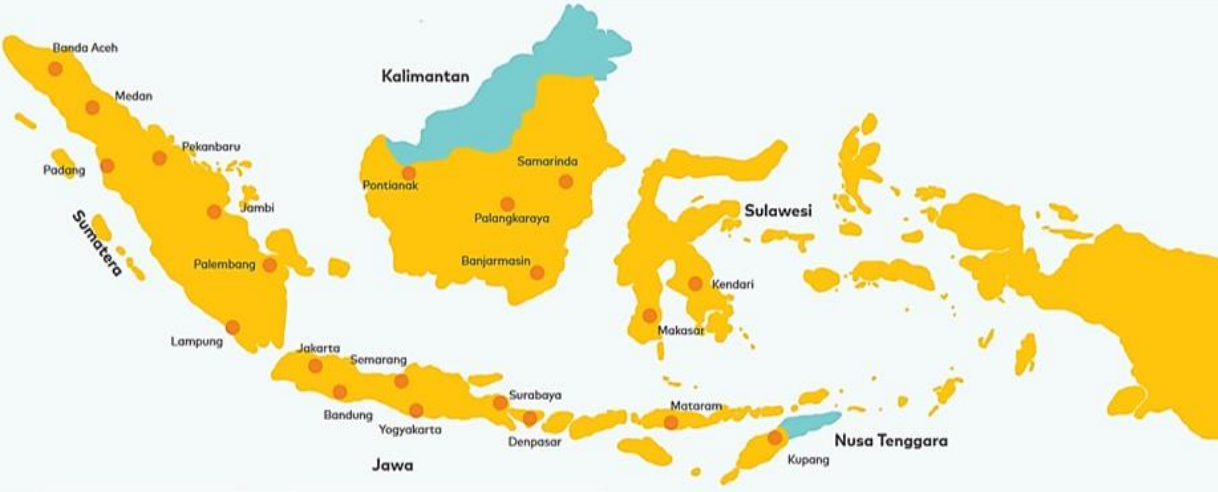 Banda Aceh
Kalimantan
Medan
Pekanbaru
Samarinda
Padang
Pontianak
Jambi
Sulawesi
Palangkaraya
Sumatera
Banjarmasin
Palembang
Kendari
Makasar
Lampung
Jakarta
Semarang
Surabaya
Mataram
Bandung
Yogyakarta
Denpasar
Nusa Tenggara
Kupang
Jawa